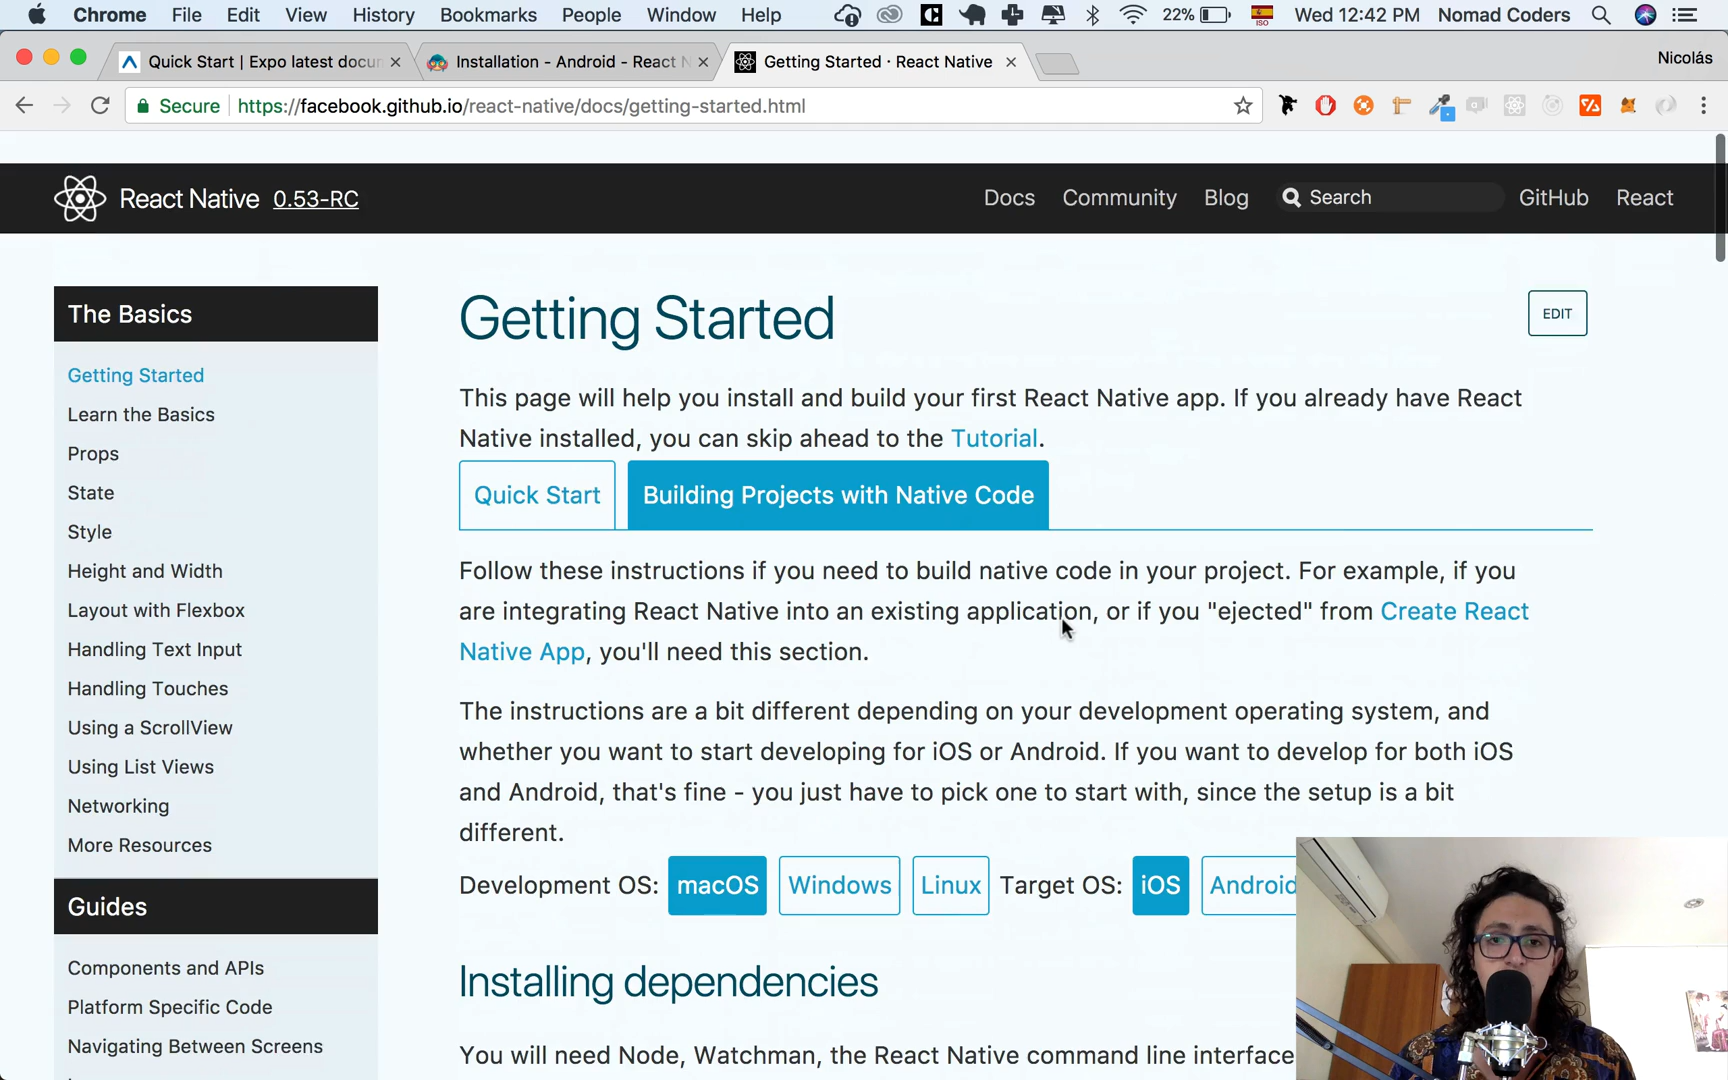 Chrome File Edit View History Bookmarks People Window Help 22% ISO Wed 12:42 PM Nomad Coders
Quick Start | Expo latest docu
Installation - Android - React N
Getting Started · React Native
Nicolás
Secure https://facebook.github.io/react-native/docs/getting-started.html
React Native 0.53-RC Docs Community Blog Search GitHub React
The Basics
Getting Started
Learn the Basics
Props
State
Style
Height and Width
Layout with Flexbox
Handling Text Input
Handling Touches
Using a ScrollView
Using List Views
Networking
More Resources
Guides
Components and APIs
Platform Specific Code
Navigating Between Screens
Getting Started
EDIT
This page will help you install and build your first React Native app. If you already have React
Native installed, you can skip ahead to the Tutorial.
Quick Start Building Projects with Native Code
Follow these instructions if you need to build native code in your project. For example, if you
are integrating React Native into an existing application, or if you "ejected" from Create React
Native App, you'll need this section.
The instructions are a bit different depending on your development operating system, and
whether you want to start developing for iOS or Android. If you want to develop for both iOS
and Android, that's fine - you just have to pick one to start with, since the setup is a bit
different.
Development OS: macOS Windows Linux Target OS: iOS Android
Installing dependencies
You will need Node, Watchman, the React Native command line interface